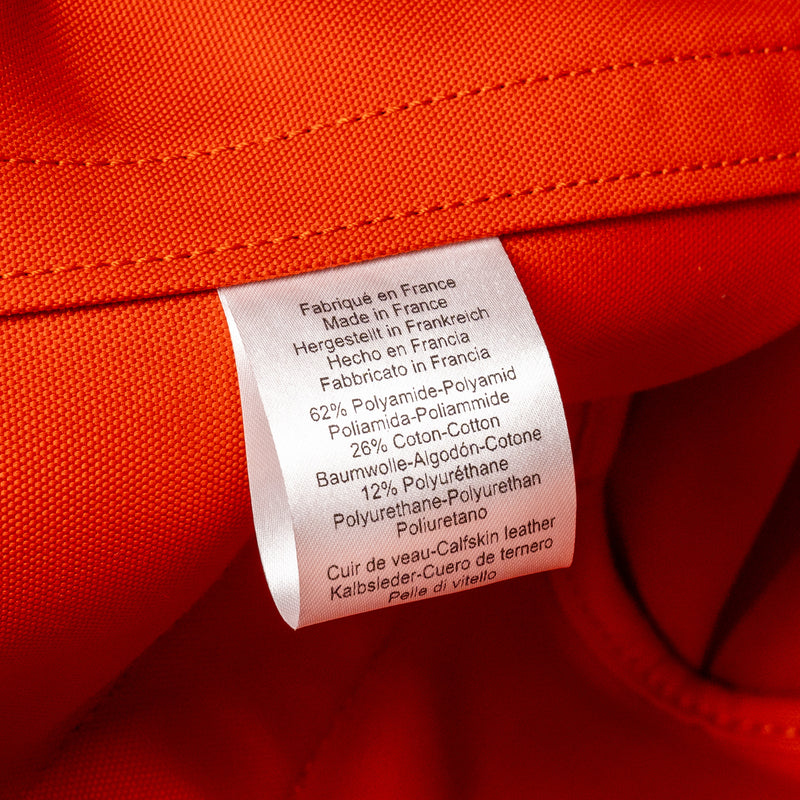 Fabriqué en France
Made in France
Hergestellt in Frankreich
Hecho en Francia
Fabbricato in Francia
62% Polyamide-Polyamid
Poliamida-Poliammide
26% Coton-Cotton
Baumwolle-Algodón-Cotone
12% Polyuréthane
Polyurethane-Polyurethan
Poliuretano
Cuir de veau-Calfskin leather
Kalbsleder-Cuero de ternero
Pelle di vitello